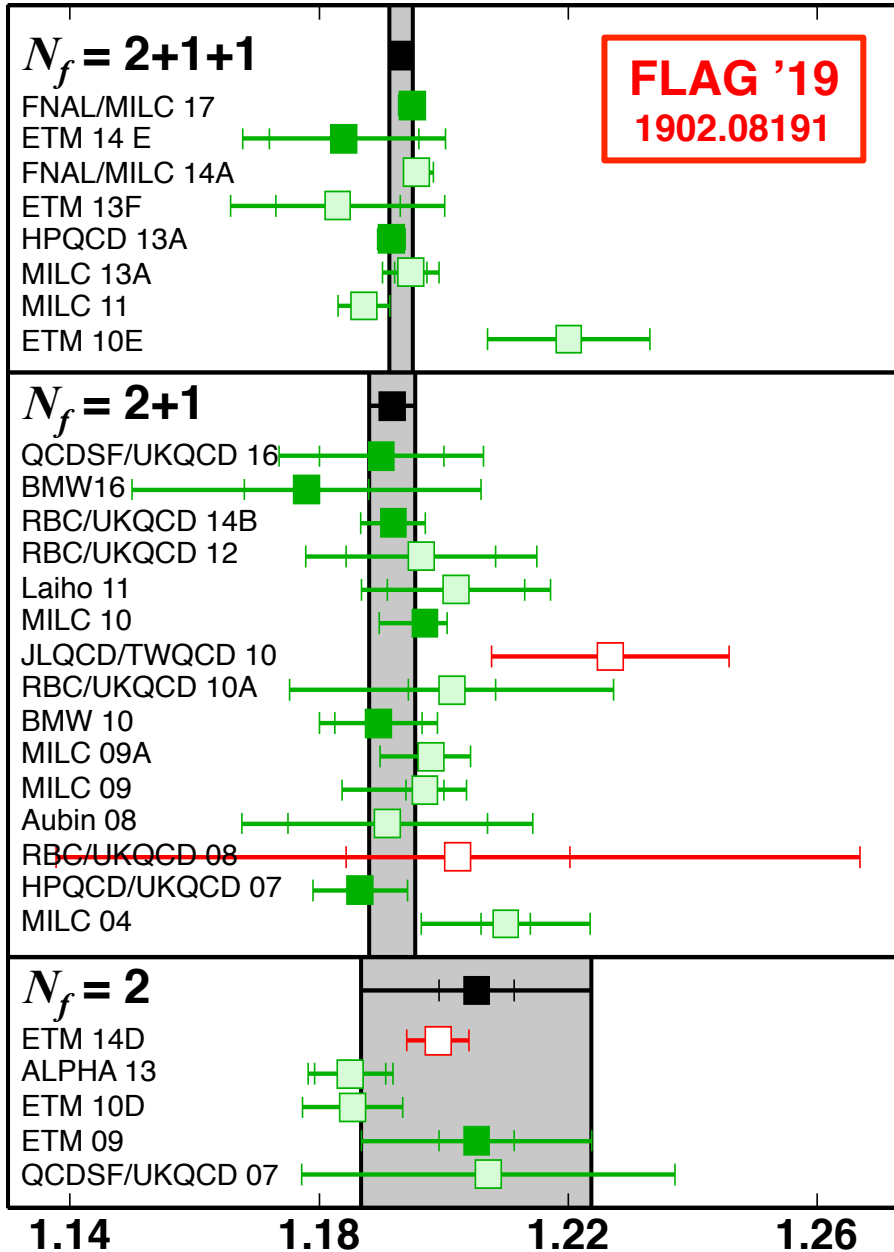 N_f = 2+1+1
FLAG ’19
1902.08191
FNAL/MILC 17
ETM 14 E
FNAL/MILC 14A
ETM 13F
HPQCD 13A
MILC 13A
MILC 11
ETM 10E
N_f = 2+1
QCDSF/UKQCD 16
BMW16
RBC/UKQCD 14B
RBC/UKQCD 12
Laiho 11
MILC 10
JLQCD/TWQCD 10
RBC/UKQCD 10A
BMW 10
MILC 09A
MILC 09
Aubin 08
RBC/UKQCD 08
HPQCD/UKQCD 07
MILC 04
N_f = 2
ETM 14D
ALPHA 13
ETM 10D
ETM 09
QCDSF/UKQCD 07
1.14 1.18 1.22 1.26